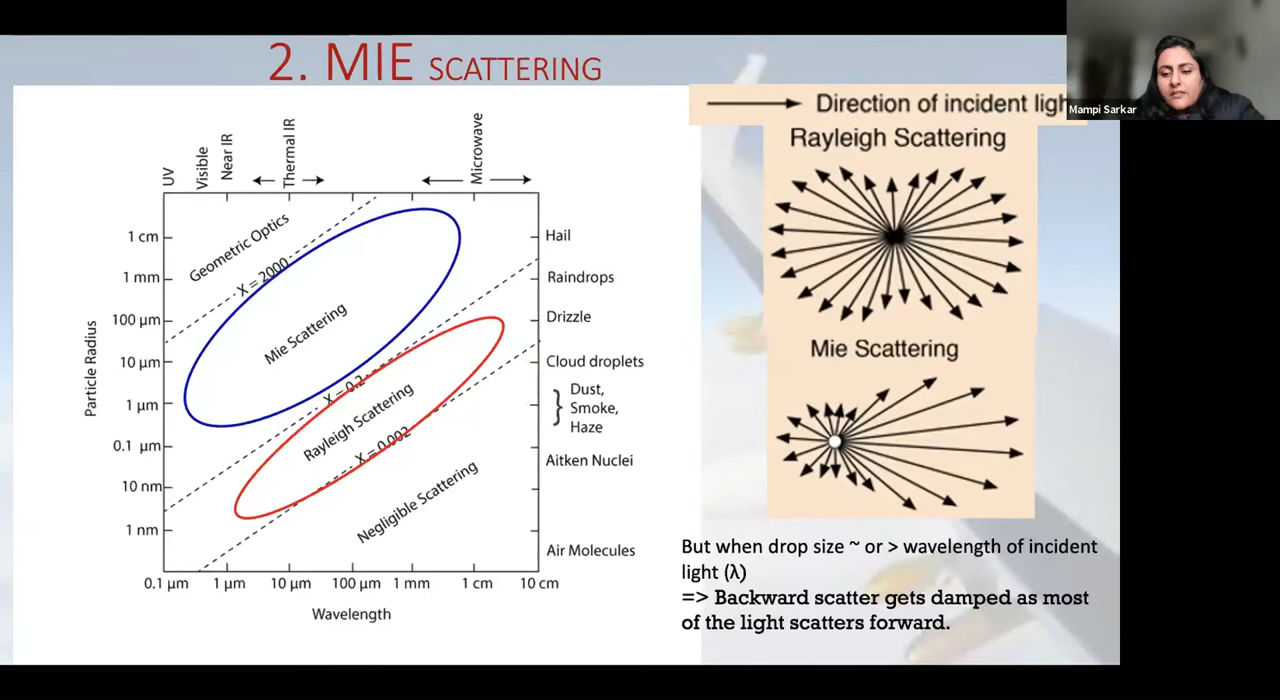 2. MIE SCATTERING
Mampi Sarkar
UV
Visible
Near IR
Thermal IR
Microwave
Geometric Optics
X = 2000
Mie Scattering
X = 0.2
Rayleigh Scattering
X = 0.002
Negligible Scattering
Particle Radius
1 cm
1 mm
100 µm
10 µm
1 µm
0.1 µm
10 nm
1 nm
Hail
Raindrops
Drizzle
Cloud droplets
Dust,
Smoke,
Haze
Aitken Nuclei
Air Molecules
0.1 µm 1 µm 10 µm 100 µm 1 mm 1 cm 10 cm
Wavelength
Direction of incident ligh
Rayleigh Scattering
Mie Scattering
But when drop size ~ or > wavelength of incident
light (λ)
=> Backward scatter gets damped as most
of the light scatters forward.